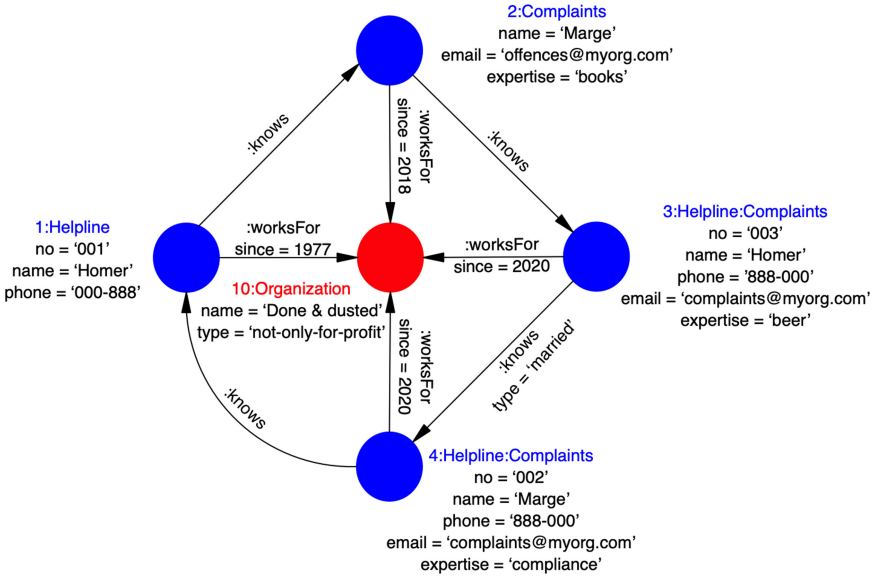 2:Complaints
name = ‘Marge’
email = ‘offences@myorg.com’
expertise = ‘books’
:knows
:worksFor
since = 2018
:knows
1:Helpline
no = ‘001’
name = ‘Homer’
phone = ‘000-888’
:worksFor
since = 1977
:worksFor
since = 2020
3:Helpline:Complaints
no = ‘003’
name = ‘Homer’
phone = ’888-000’
email = ‘complaints@myorg.com’
expertise = ‘beer’
10:Organization
name = ‘Done & dusted’
type = ‘not-only-for-profit’
:worksFor
since = 2020
:knows
type = ‘married’
:knows
4:Helpline:Complaints
no = ‘002’
name = ‘Marge’
phone = ‘888-000’
email = ‘complaints@myorg.com’
expertise = ‘compliance’